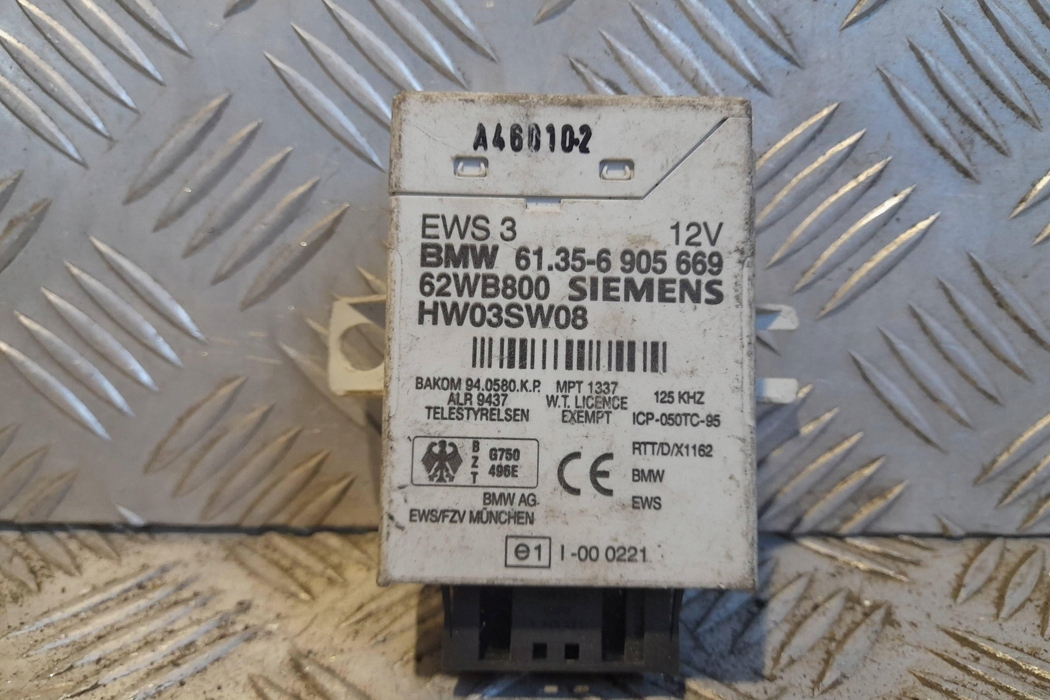 A460102
EWS 3 12V
BMW 61.35-6 905 669
62WB800 SIEMENS
HW03SW08
BAKOM 94.0580.K.P. MPT 1337 125 KHZ
ALR 9437 W.T. LICENCE
TELESTYRELSEN EXEMPT ICP-050TC-95
BZT G750 496E
CE
RTT/D/X1162
BMW
EWS
BMW AG
EWS/FZV MÜNCHEN
e1 I-00 0221